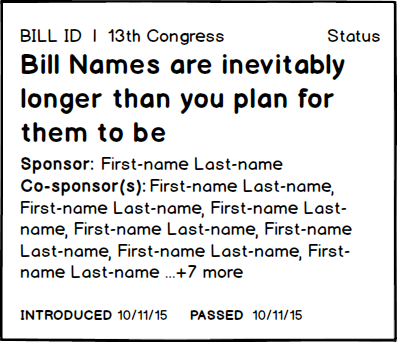 BILL ID | 13th Congress Status
Bill Names are inevitably
longer than you plan for
them to be
Sponsor: First-name Last-name
Co-sponsor(s): First-name Last-name,
First-name Last-name, First-name Last-
name, First-name Last-name, First-name
Last-name, First-name Last-name, First-
name Last-name ...+7 more
INTRODUCED 10/11/15 PASSED 10/11/15